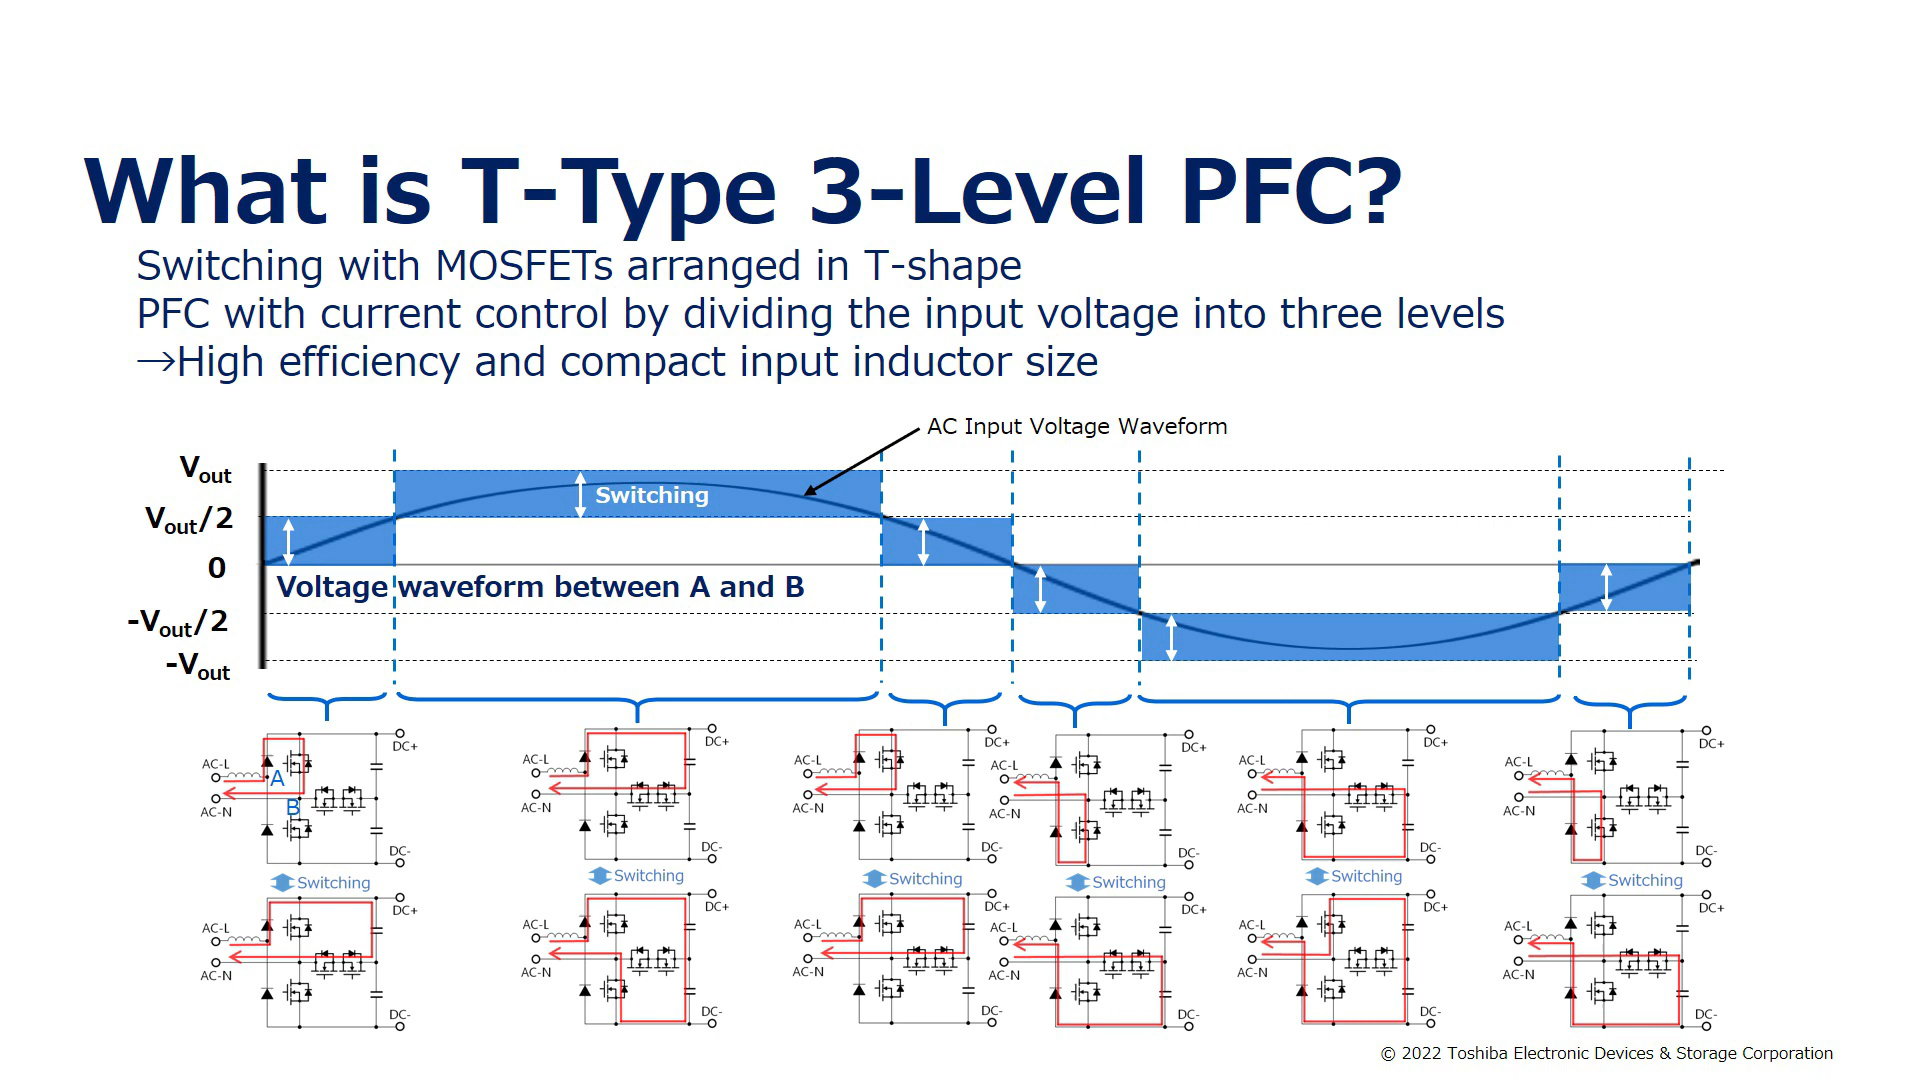 What is T-Type 3-Level PFC?
Switching with MOSFETs arranged in T-shape
PFC with current control by dividing the input voltage into three levels
→High efficiency and compact input inductor size
AC Input Voltage Waveform
Vout
Switching
Vout/2
0
Voltage waveform between A and B
-Vout/2
-Vout
DC+
AC-L
A
B
AC-N
DC-
DC+
AC-L
AC-N
DC-
DC+
AC-L
AC-N
DC-
DC+
AC-L
AC-N
DC-
DC+
AC-L
AC-N
DC-
DC+
AC-L
AC-N
DC-
Switching
Switching
Switching
Switching
Switching
Switching
DC+
AC-L
AC-N
DC-
DC+
AC-L
AC-N
DC-
DC+
AC-L
AC-N
DC-
DC+
AC-L
AC-N
DC-
DC+
AC-L
AC-N
DC-
DC+
AC-L
AC-N
DC-
© 2022 Toshiba Electronic Devices & Storage Corporation